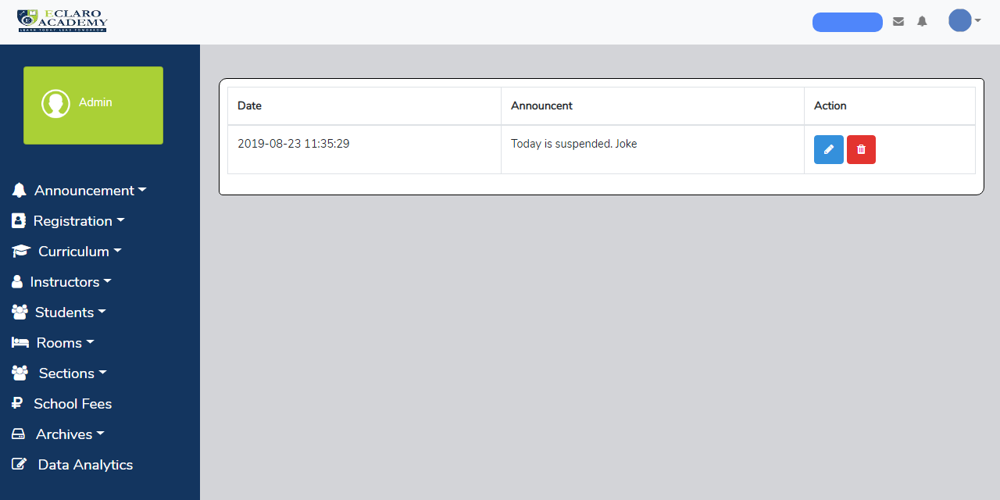 ECLARO
ACADEMY
LEARN TODAY LEAD TOMORROW
Admin
Announcement
Registration
Curriculum
Instructors
Students
Rooms
Sections
School Fees
Archives
Data Analytics
Date Announcent Action
2019-08-23 11:35:29 Today is suspended. Joke